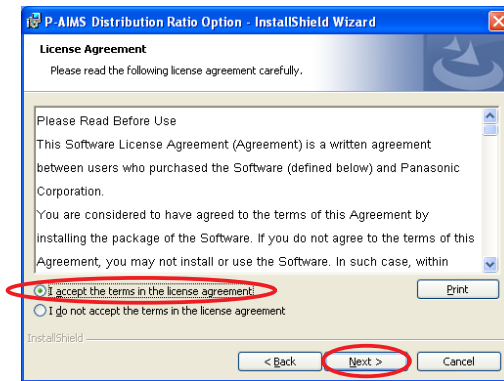 P-AIMS Distribution Ratio Option - InstallShield Wizard
License Agreement
Please read the following license agreement carefully.
Please Read Before Use
This Software License Agreement (Agreement) is a written agreement
between users who purchased the Software (defined below) and Panasonic
Corporation.
You are considered to have agreed to the terms of this Agreement by
installing the package of the Software. If you do not agree to the terms of this
Agreement, you may not install or use the Software. In such case, within
I accept the terms in the license agreement
Print
I do not accept the terms in the license agreement
InstallShield
< Back
Next >
Cancel